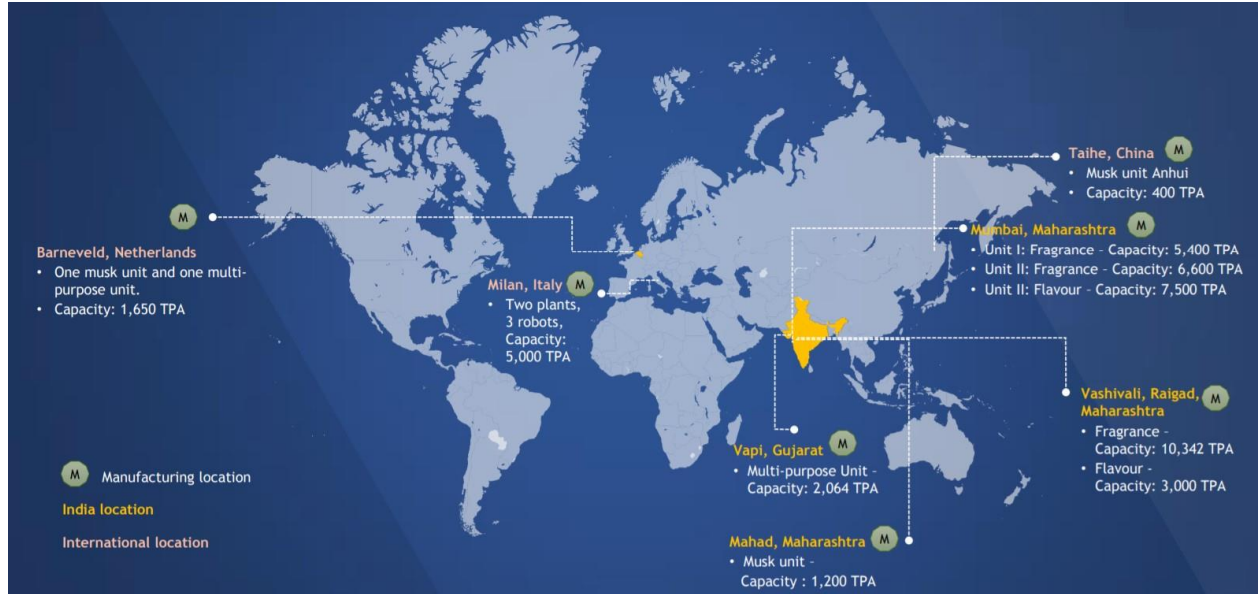 M
Barneveld, Netherlands
• One musk unit and one multi-
purpose unit.
• Capacity: 1,650 TPA
Milan, Italy M
• Two plants,
3 robots,
Capacity:
5,000 TPA
Taihe, China M
• Musk unit Anhui
• Capacity: 400 TPA
Mumbai, Maharashtra M
• Unit I: Fragrance – Capacity: 5,400 TPA
• Unit II: Fragrance – Capacity: 6,600 TPA
• Unit II: Flavour – Capacity: 7,500 TPA
Vashivali, Raigad, M
Maharashtra
• Fragrance –
Capacity: 10,342 TPA
• Flavour -
Capacity: 3,000 TPA
Vapi, Gujarat M
• Multi-purpose Unit –
Capacity: 2,064 TPA
Mahad, Maharashtra M
• Musk unit –
Capacity : 1,200 TPA
M Manufacturing location
India location
International location